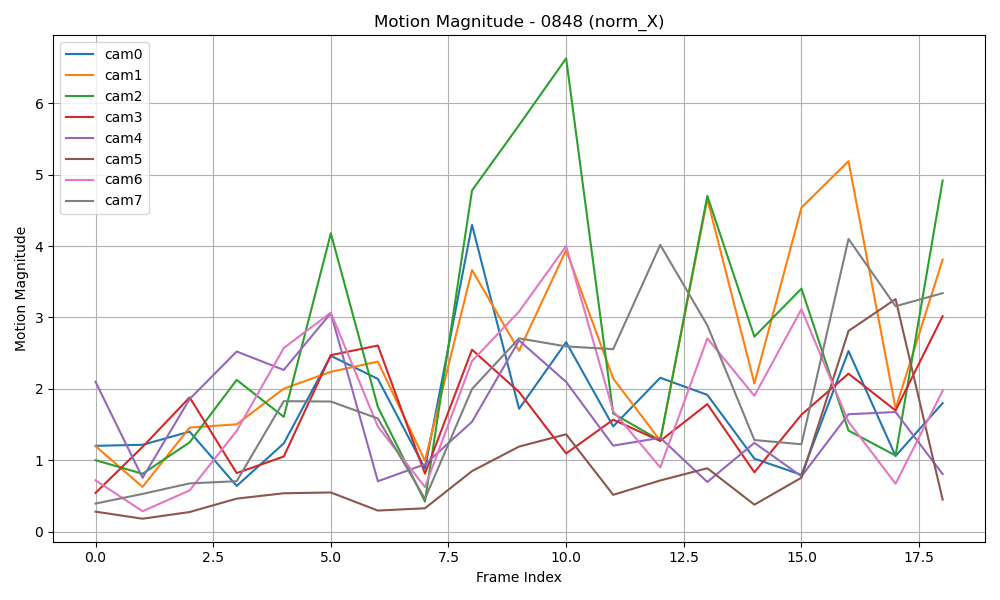 Motion Magnitude - 0848 (norm_X)
cam0
cam1
cam2
cam3
cam4
cam5
cam6
cam7
Motion Magnitude
6
5
4
3
2
1
0
0.0 2.5 5.0 7.5 10.0 12.5 15.0 17.5
Frame Index